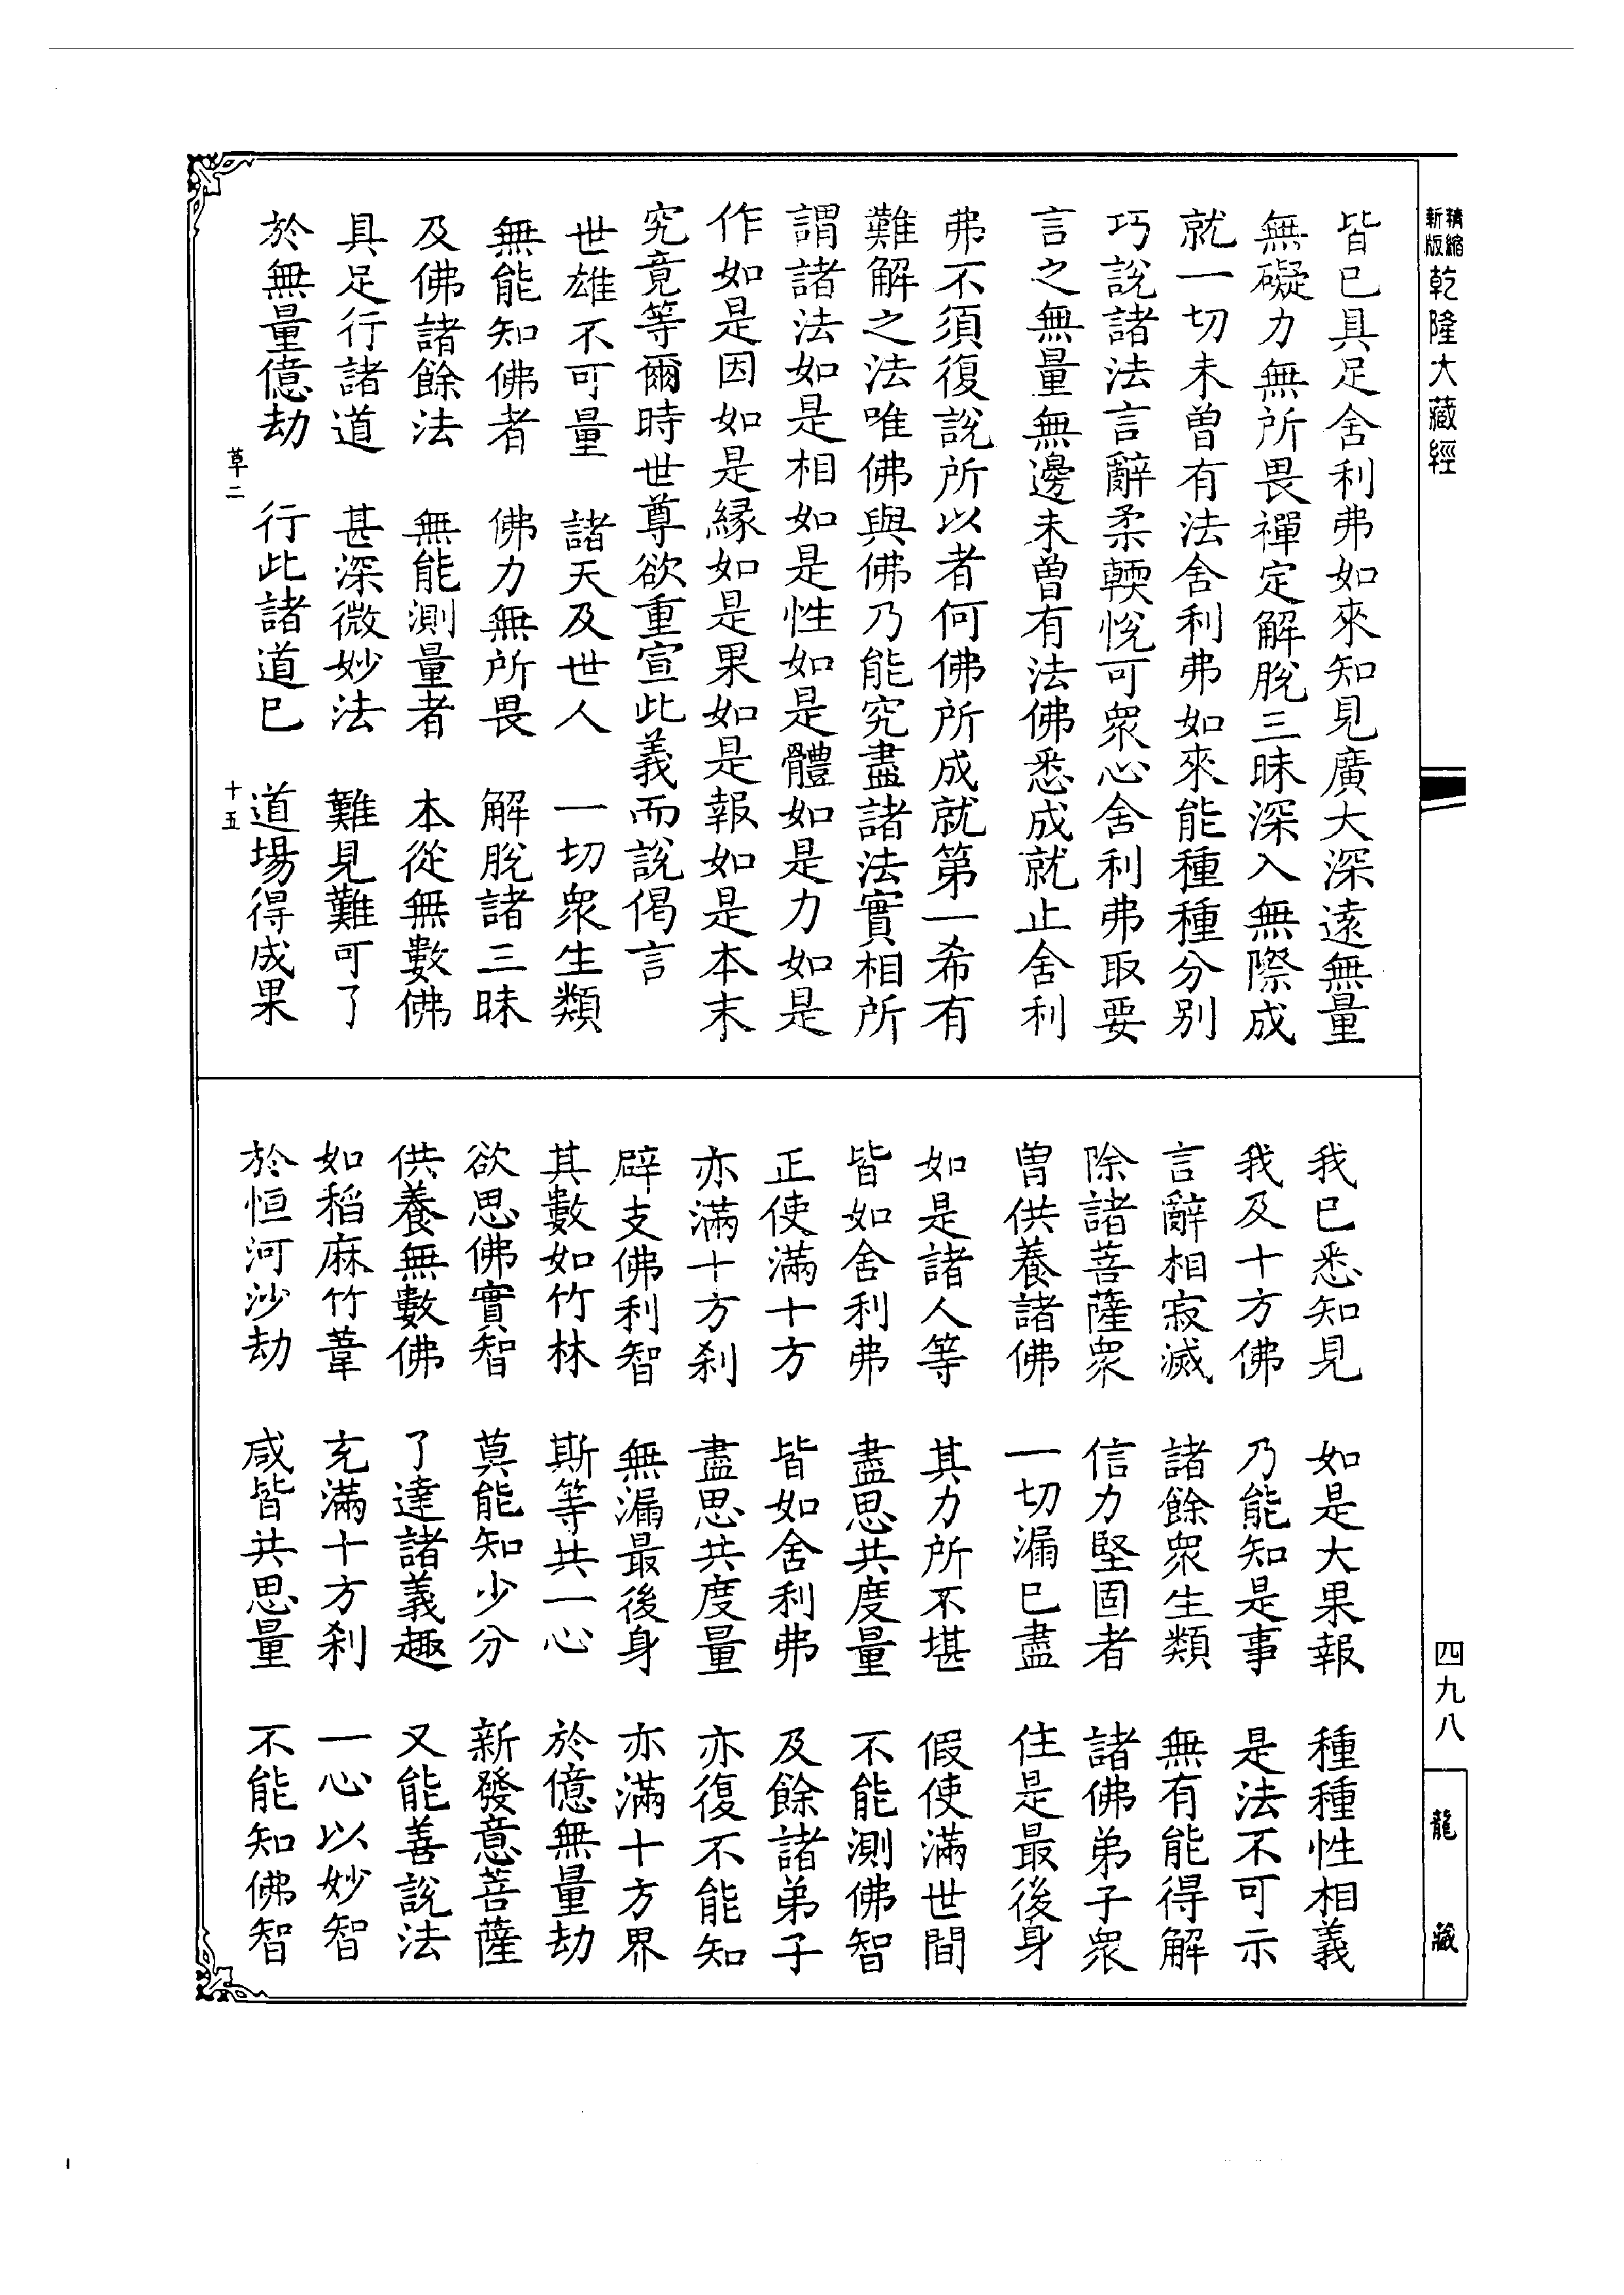 新版精縮
乾隆大藏經
四九八
龍藏
皆已具足舍利弗如來知見廣大深遠無量
無礙力無所畏禪定解脫三昧深入無際成
就一切未曾有法舍利弗如來能種種分別
巧說諸法言辭柔輭悅可衆心舍利弗取要
言之無量無邊未曾有法佛悉成就止舍利
弗不須復說所以者何佛所成就第一希有
難解之法唯佛與佛乃能究盡諸法實相所
謂諸法如是相如是性如是體如是力如是
作如是因如是緣如是果如是報如是本末
究竟等爾時世尊欲重宣此義而說偈言
世雄不可量　諸天及世人　一切衆生類
無能知佛者　佛力無所畏　解脫諸三昧
及佛諸餘法　無能測量者　本從無數佛
具足行諸道　甚深微妙法　難見難可了
於無量億劫　行此諸道已　道場得成果
草二　十五
我已悉知見　如是大果報　種種性相義
我及十方佛　乃能知是事　是法不可示
言辭相寂滅　諸餘衆生類　無有能得解
除諸菩薩衆　信力堅固者　諸佛弟子衆
曾供養諸佛　一切漏已盡　住是最後身
如是諸人等　其力所不堪　假使滿世間
皆如舍利弗　盡思共度量　不能測佛智
正使滿十方　皆如舍利弗　及餘諸弟子
亦滿十方刹　盡思共度量　亦復不能知
辟支佛利智　無漏最後身　亦滿十方界
其數如竹林　斯等共一心　於億無量劫
欲思佛實智　莫能知少分　新發意菩薩
供養無數佛　了達諸義趣　又能善說法
如稻麻竹葦　充滿十方刹　一心以妙智
於恒河沙劫　咸皆共思量　不能知佛智